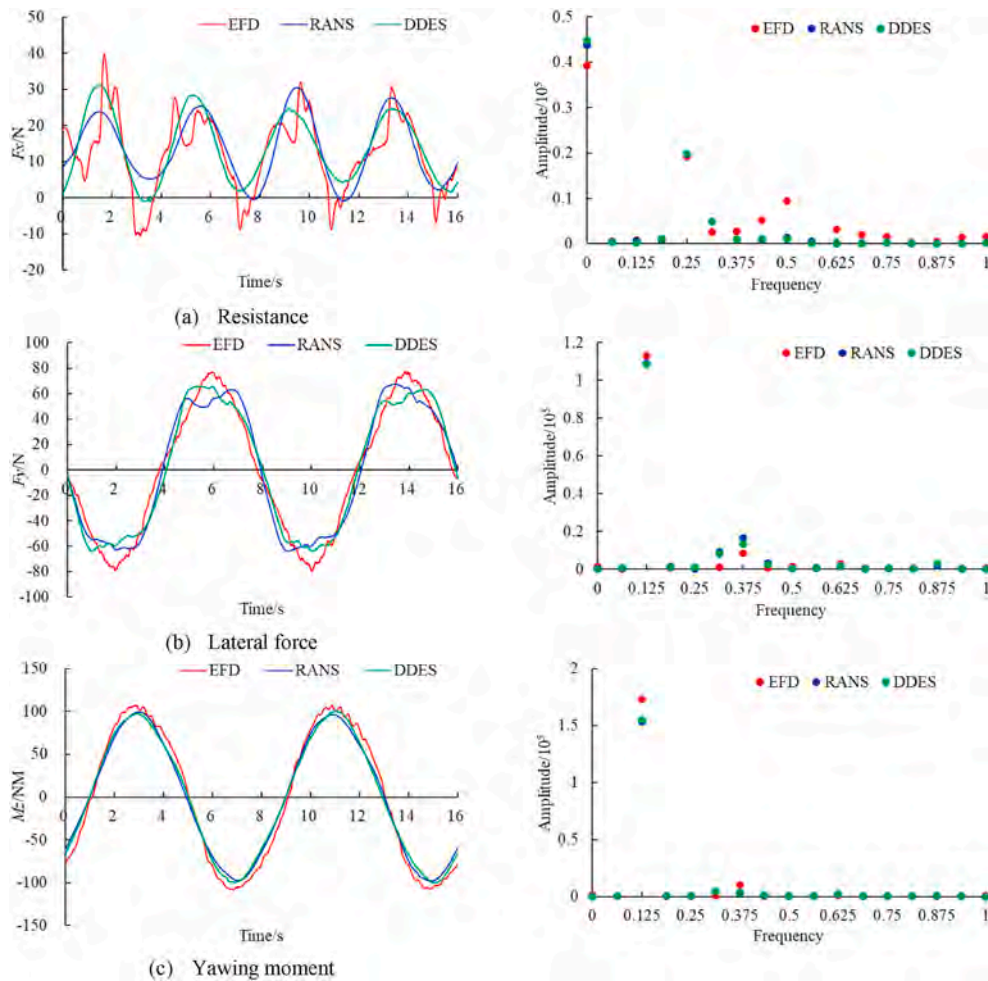 50
40
30
20
10
0
-10
-20
Fx/N
EFD RANS DDES
0 2 4 6 8 10 12 14 16
Time/s
0.5
0.4
0.3
0.2
0.1
0
Amplitude/10⁵
EFD RANS DDES
0 0.125 0.25 0.375 0.5 0.625 0.75 0.875 1
Frequency
(a) Resistance
100
80
60
40
20
0
-20
-40
-60
-80
-100
Fy/N
EFD RANS DDES
0 2 4 6 8 10 12 14 16
Time/s
1.2
1
0.8
0.6
0.4
0.2
0
Amplitude/10⁵
EFD RANS DDES
0 0.125 0.25 0.375 0.5 0.625 0.75 0.875 1
Frequency
(b) Lateral force
150
100
50
0
-50
-100
-150
Mz/NM
EFD RANS DDES
0 2 4 6 8 10 12 14 16
Time/s
2
1.5
1
0.5
0
Amplitude/10⁵
EFD RANS DDES
0 0.125 0.25 0.375 0.5 0.625 0.75 0.875 1
Frequency
(c) Yawing moment